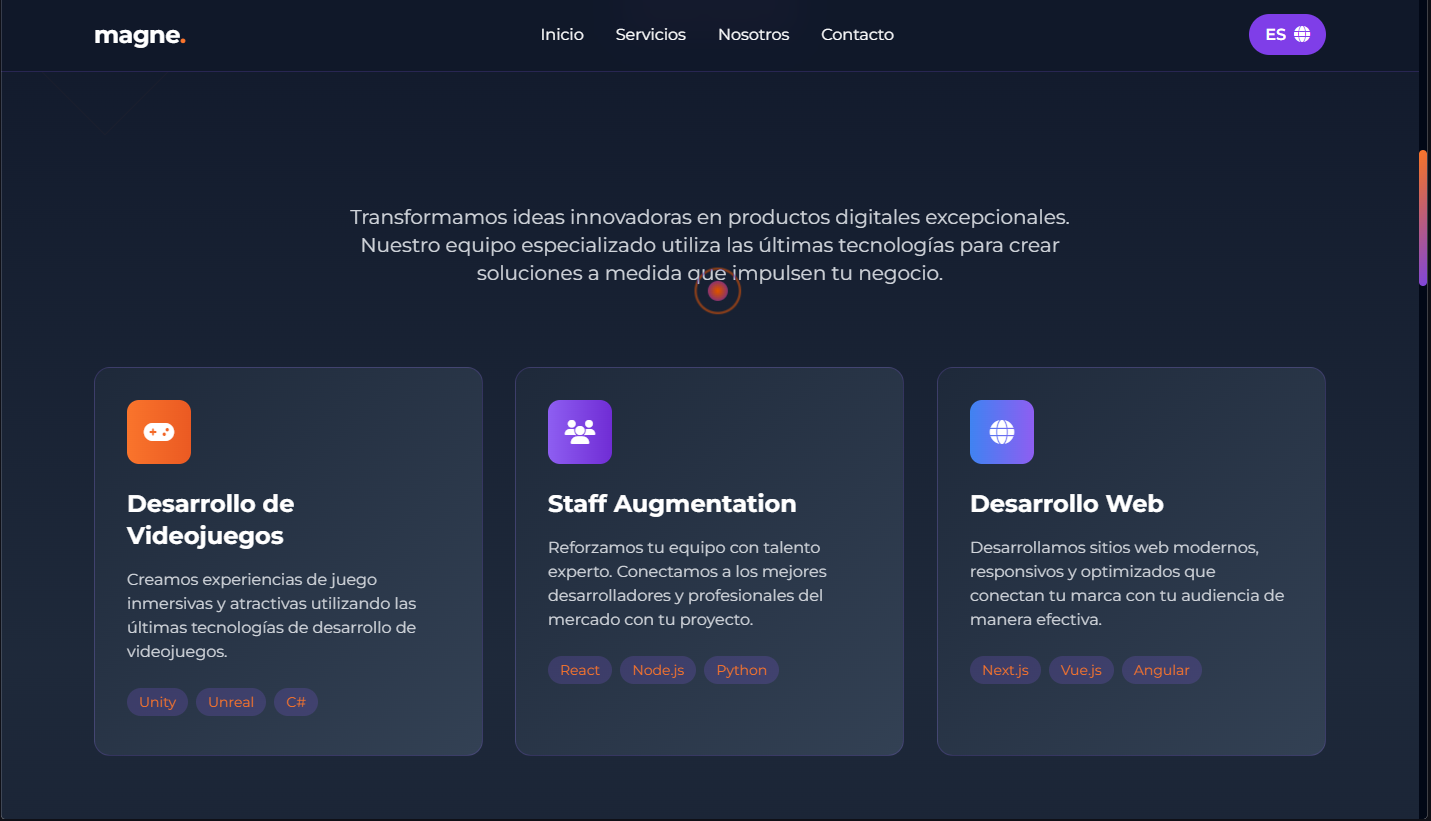 magne.
Inicio Servicios Nosotros Contacto
ES
Transformamos ideas innovadoras en productos digitales excepcionales.
Nuestro equipo especializado utiliza las últimas tecnologías para crear
soluciones a medida que impulsen tu negocio.
Desarrollo de
Videojuegos
Creamos experiencias de juego
inmersivas y atractivas utilizando las
últimas tecnologías de desarrollo de
videojuegos.
Unity Unreal C#
Staff Augmentation
Reforzamos tu equipo con talento
experto. Conectamos a los mejores
desarrolladores y profesionales del
mercado con tu proyecto.
React Node.js Python
Desarrollo Web
Desarrollamos sitios web modernos,
responsivos y optimizados que
conectan tu marca con tu audiencia de
manera efectiva.
Next.js Vue.js Angular